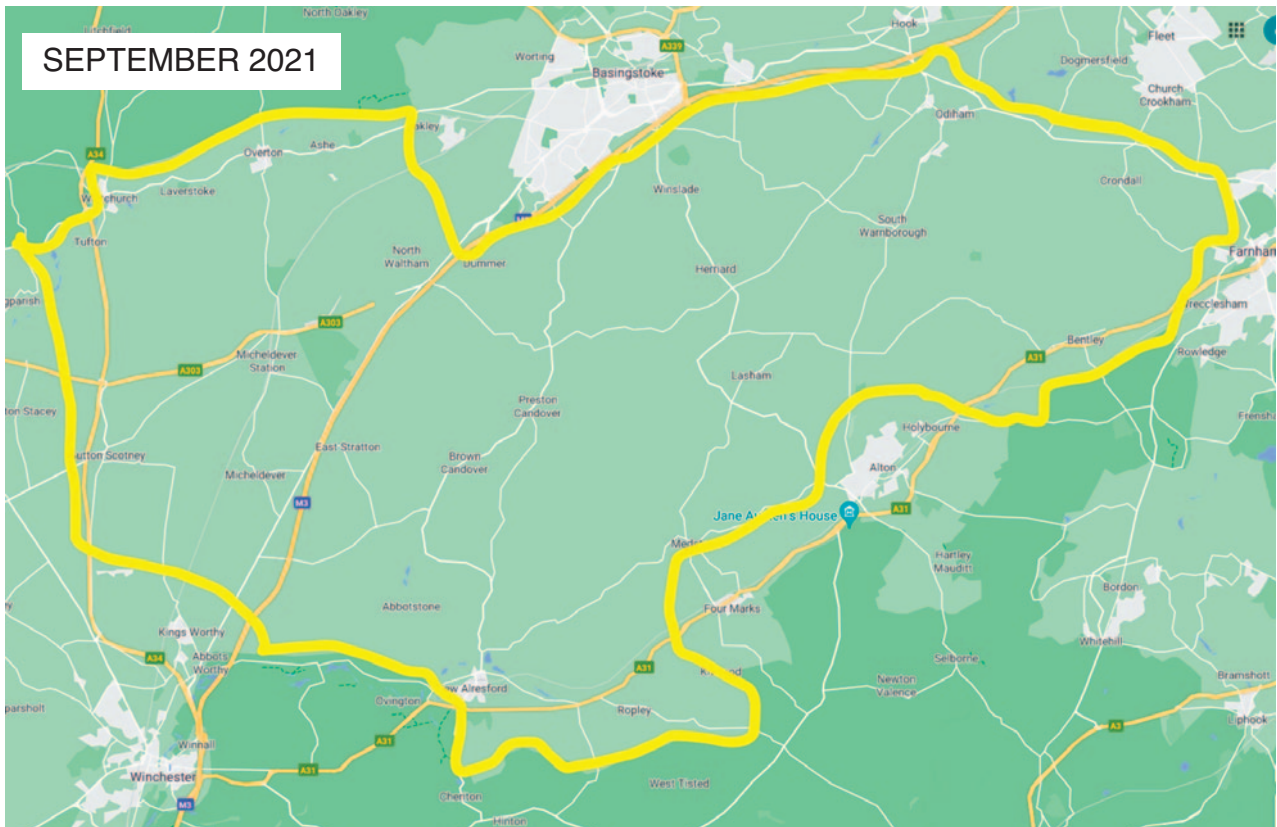 SEPTEMBER 2021
North Oakley
Hook
Fleet
A339
Worting
Basingstoke
Dogmersfield
Church
Crookham
Odiham
A34
Overton
Ashe
Laverstoke
Winslade
Crondall
Tufton
South
Warnborough
North
Waltham
Dummer
Herriard
Farnham
A303
Bentley
Micheldever
Station
A31
Rowledge
A303
Lasham
Preston
Candover
Holybourne
East Stratton
Brown
Candover
Alton
Micheldever
M3
Jane Austen's House
A31
Hartley
Mauditt
Bordon
Abbotstone
Four Marks
Kings Worthy
Whitehill
Abbots
Worthy
A34
A31
Selborne
Newton
Valence
Bramshott
Ovington
Ropley
Liphook
A3
Winnall
A31
A31
Winchester
West Tisted
Cheriton
M3
Hinton